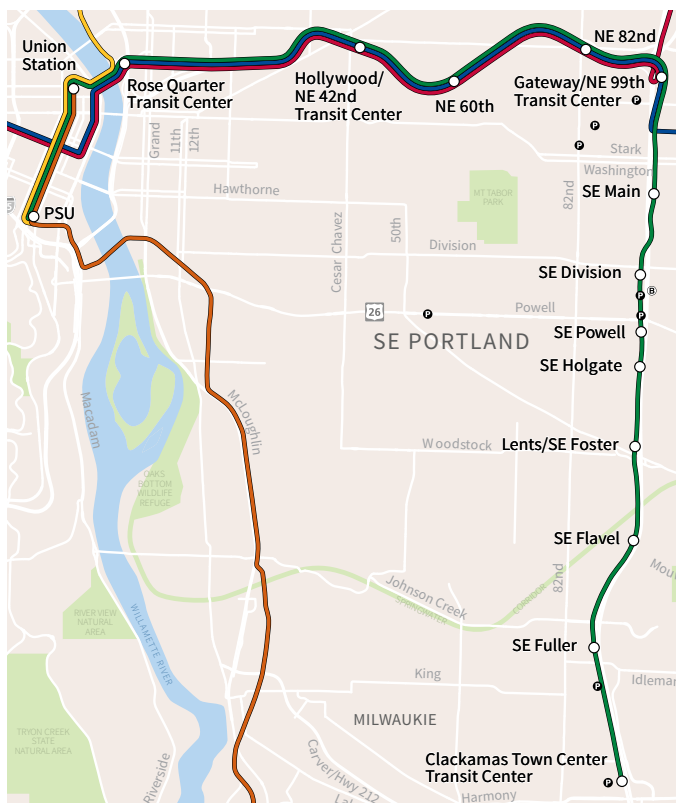 Union
Station
Rose Quarter
Transit Center
Hollywood/
NE 42nd
Transit Center
NE 60th
NE 82nd
Gateway/NE 99th
Transit Center
P
P
P
Grand
11th
12th
Stark
Washington
Hawthorne
MT TABOR
PARK
82nd
SE Main
5
PSU
Cesar Chavez
50th
Division
SE Division
P
B
26
P
Powell
P
SE Powell
SE PORTLAND
SE Holgate
Macadam
McLoughlin
Woodstock
Lents/SE Foster
OAKS
BOTTOM
WILDLIFE
REFUGE
SE Flavel
82nd
Johnson Creek
SPRINGWATER
CORRIDOR
RIVER VIEW
NATURAL
AREA
WILLAMETTE RIVER
SE Fuller
King
P
MILWAUKIE
TRYON CREEK
STATE
NATURAL AREA
Riverside
Carver/Hwy 212
Clackamas Town Center
Transit Center
P
Harmony